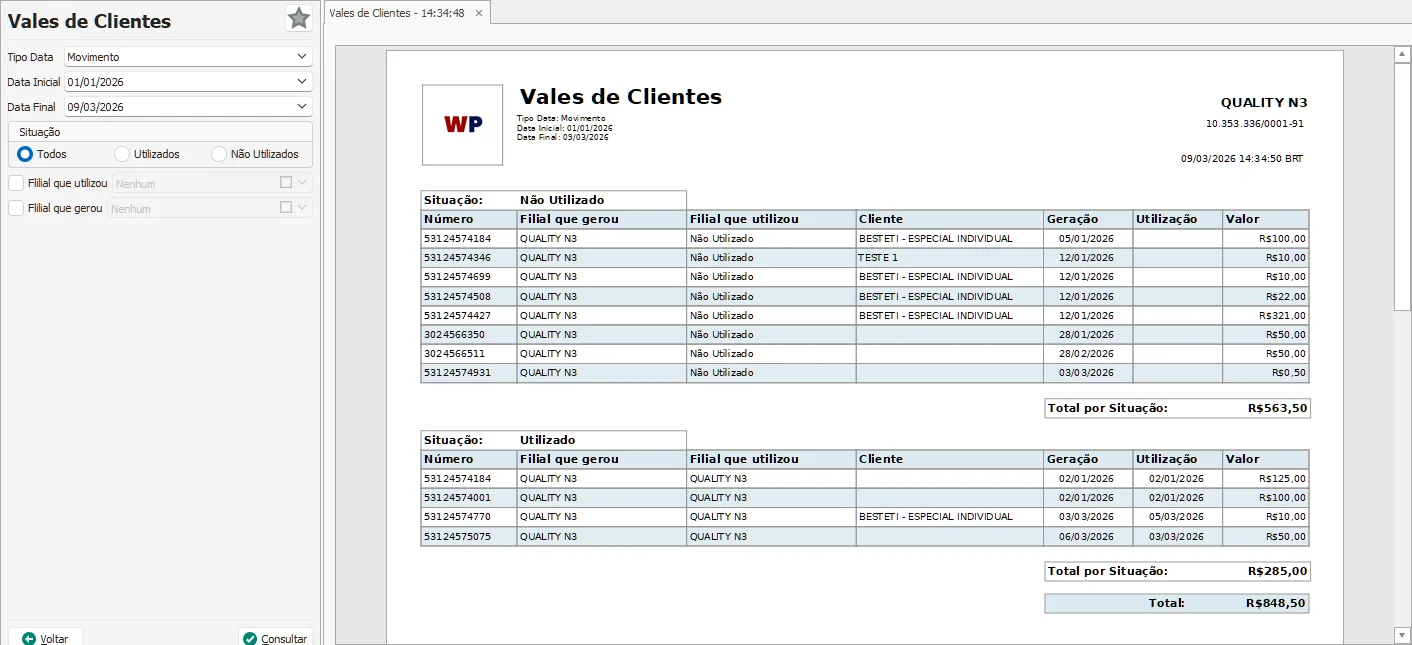 Vales de Clientes
Tipo Data Movimento
Data Inicial 01/01/2026
Data Final 09/03/2026
Situação
Todos Utilizados Não Utilizados
Flilial que utilizou Nenhum
Flilial que gerou Nenhum
Voltar Consultar
Vales de Clientes - 14:34:48 ×
WP
Vales de Clientes
Tipo Data: Movimento
Data Inicial: 01/01/2026
Data Final: 09/03/2026
QUALITY N3
10.353.336/0001-91
09/03/2026 14:34:50 BRT
Situação: Não Utilizado
Número Filial que gerou Filial que utilizou Cliente Geração Utilização Valor
53124574184 QUALITY N3 Não Utilizado BESTETI - ESPECIAL INDIVIDUAL 05/01/2026 R$100,00
53124574346 QUALITY N3 Não Utilizado TESTE 1 12/01/2026 R$10,00
53124574699 QUALITY N3 Não Utilizado BESTETI - ESPECIAL INDIVIDUAL 12/01/2026 R$10,00
53124574508 QUALITY N3 Não Utilizado BESTETI - ESPECIAL INDIVIDUAL 12/01/2026 R$22,00
53124574427 QUALITY N3 Não Utilizado BESTETI - ESPECIAL INDIVIDUAL 12/01/2026 R$321,00
3024566350 QUALITY N3 Não Utilizado 28/01/2026 R$50,00
3024566511 QUALITY N3 Não Utilizado 28/02/2026 R$50,00
53124574931 QUALITY N3 Não Utilizado 03/03/2026 R$0,50
Total por Situação: R$563,50
Situação: Utilizado
Número Filial que gerou Filial que utilizou Cliente Geração Utilização Valor
53124574184 QUALITY N3 QUALITY N3 02/01/2026 02/01/2026 R$125,00
53124574001 QUALITY N3 QUALITY N3 02/01/2026 02/01/2026 R$100,00
53124574770 QUALITY N3 QUALITY N3 BESTETI - ESPECIAL INDIVIDUAL 03/03/2026 05/03/2026 R$10,00
53124575075 QUALITY N3 QUALITY N3 06/03/2026 03/03/2026 R$50,00
Total por Situação: R$285,00
Total: R$848,50